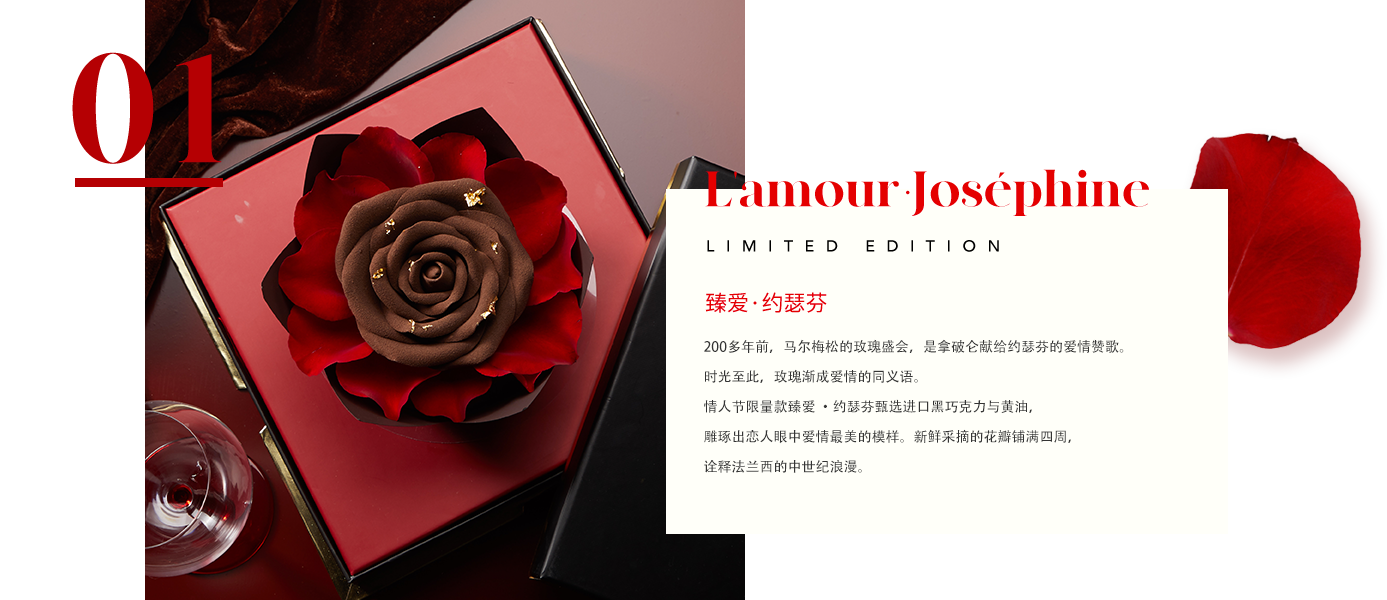 01
L'amour·Joséphine
LIMITED EDITION
臻爱·约瑟芬
200多年前，马尔梅松的玫瑰盛会，是拿破仑献给约瑟芬的爱情赞歌。
时光至此，玫瑰渐成爱情的同义语。
情人节限量款臻爱 • 约瑟芬甄选进口黑巧克力与黄油，
雕琢出恋人眼中爱情最美的模样。新鲜采摘的花瓣铺满四周，
诠释法兰西的中世纪浪漫。